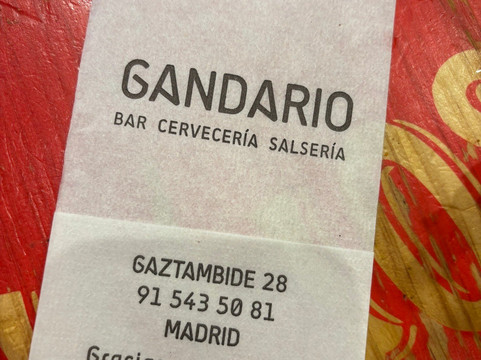 GANDARIO
BAR CERVECERÍA SALSERÍA
GAZTAMBIDE 28
91 543 50 81
MADRID